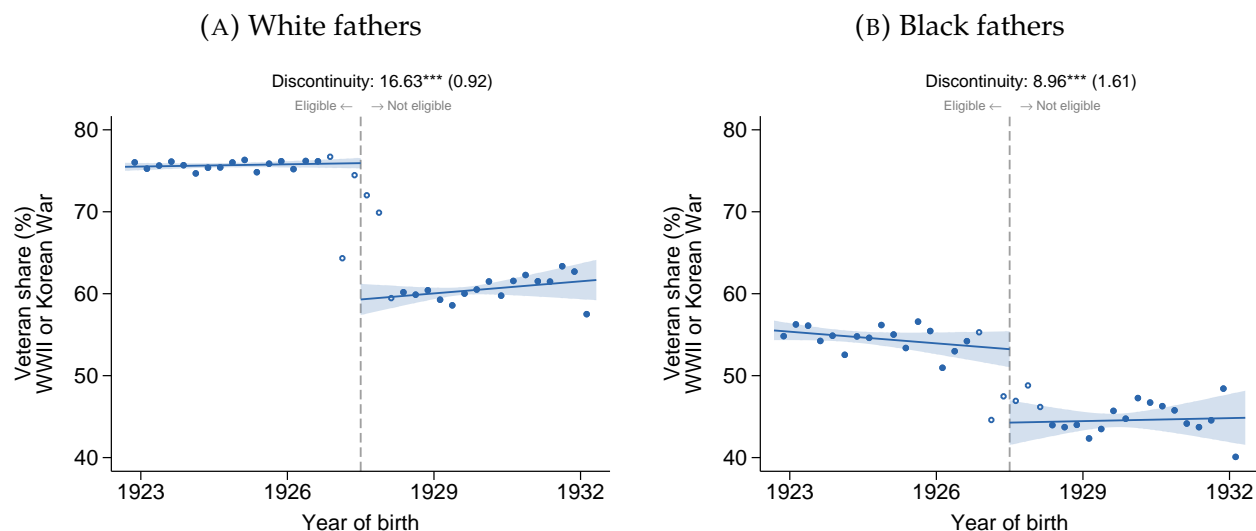 (A) White fathers
Discontinuity: 16.63*** (0.92)
Eligible ← → Not eligible
Veteran share (%)
WWII or Korean War
80
70
60
50
40
1923 1926 1929 1932
Year of birth
(B) Black fathers
Discontinuity: 8.96*** (1.61)
Eligible ← → Not eligible
Veteran share (%)
WWII or Korean War
80
70
60
50
40
1923 1926 1929 1932
Year of birth